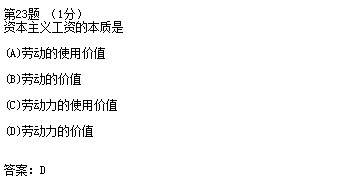 第23题 （1分）
资本主义工资的本质是
(A)劳动的使用价值
(B)劳动的价值
(C)劳动力的使用价值
(D)劳动力的价值
答案：D